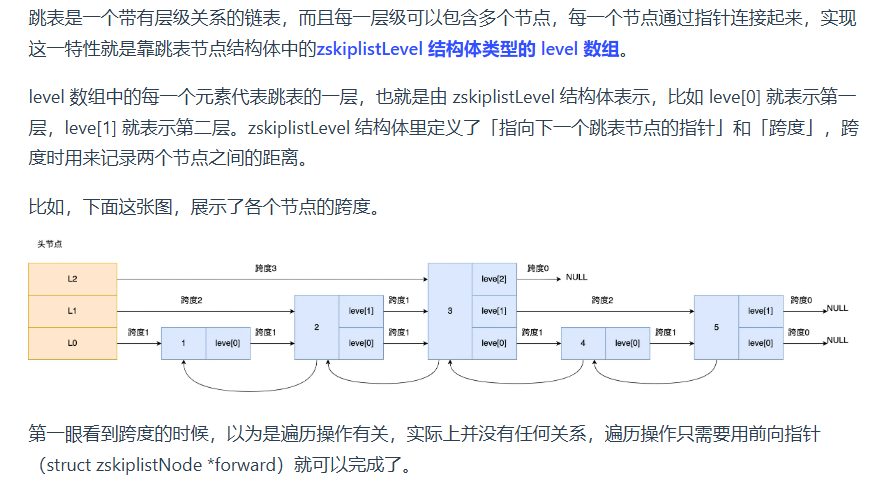 跳表是一个带有层级关系的链表，而且每一层级可以包含多个节点，每一个节点通过指针连接起来，实现
这一特性就是靠跳表节点结构体中的zskiplistLevel 结构体类型的 level 数组。
level 数组中的每一个元素代表跳表的一层，也就是由 zskiplistLevel 结构体表示，比如 leve[0] 就表示第一
层，leve[1] 就表示第二层。zskiplistLevel 结构体里定义了「指向下一个跳表节点的指针」和「跨度」，跨
度时用来记录两个节点之间的距离。
比如，下面这张图，展示了各个节点的跨度。
头节点
L2 跨度3 leve[2] 跨度0 NULL
L1 跨度2 leve[1] 跨度1 leve[1] 跨度2 leve[1] 跨度0 NULL
1 2 3 4 5
L0 跨度1 leve[0] 跨度1 leve[0] 跨度1 leve[0] 跨度1 leve[0] 跨度1 leve[0] 跨度0 NULL
第一眼看到跨度的时候，以为是遍历操作有关，实际上并没有任何关系，遍历操作只需要用前向指针
（struct zskiplistNode *forward）就可以完成了。